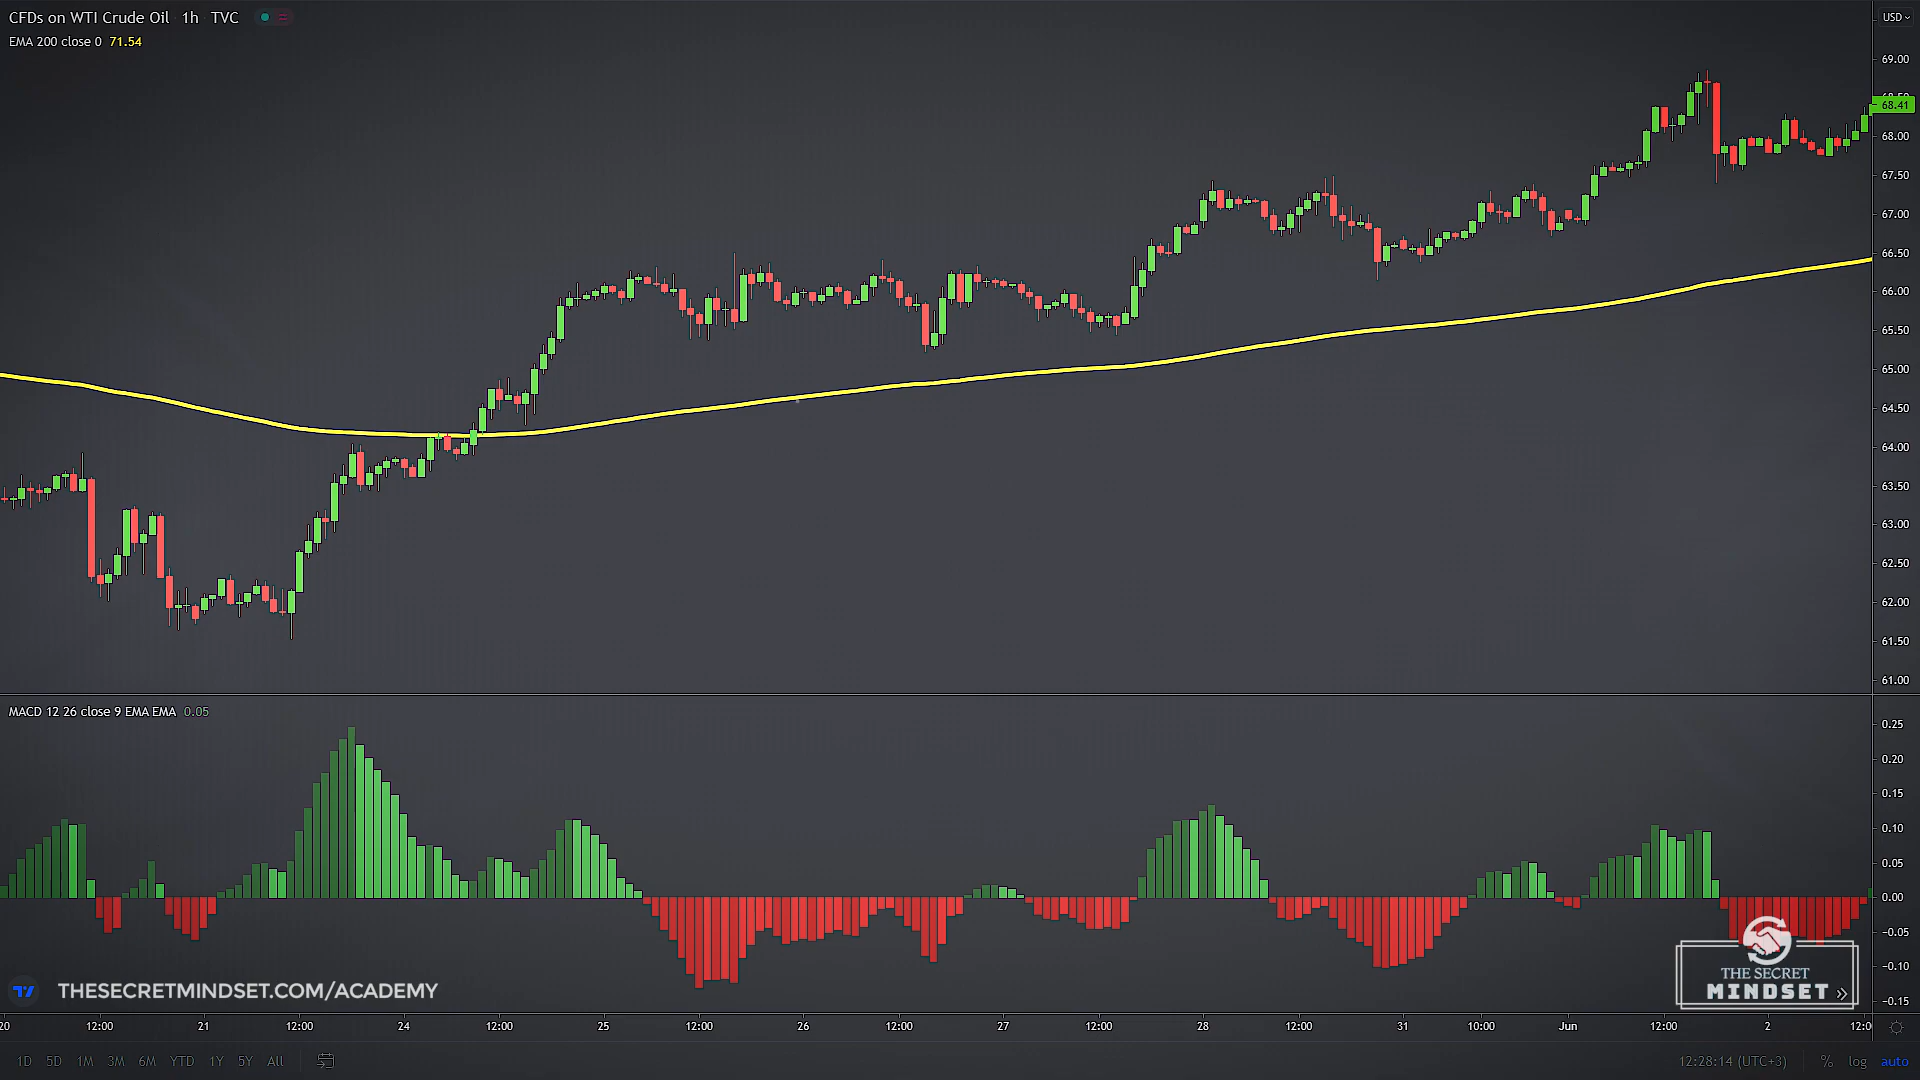 CFDs on WTI Crude Oil 1h TVC
EMA 200 close 0 71.54
USD
69.00
68.41
68.00
67.50
67.00
66.50
66.00
65.50
65.00
64.50
64.00
63.50
63.00
62.50
62.00
61.50
61.00
MACD 12 26 close 9 EMA EMA 0.05
0.25
0.20
0.15
0.10
0.05
0.00
−0.05
−0.10
−0.15
THESECRETMINDSET.COM/ACADEMY
THE SECRET
MINDSET
20 12:00 21 12:00 24 12:00 25 12:00 26 12:00 27 12:00 28 12:00 31 10:00 Jun 12:00 2
1D 5D 1M 3M 6M YTD 1Y 5Y All 12:28:14 (UTC+3) % log auto